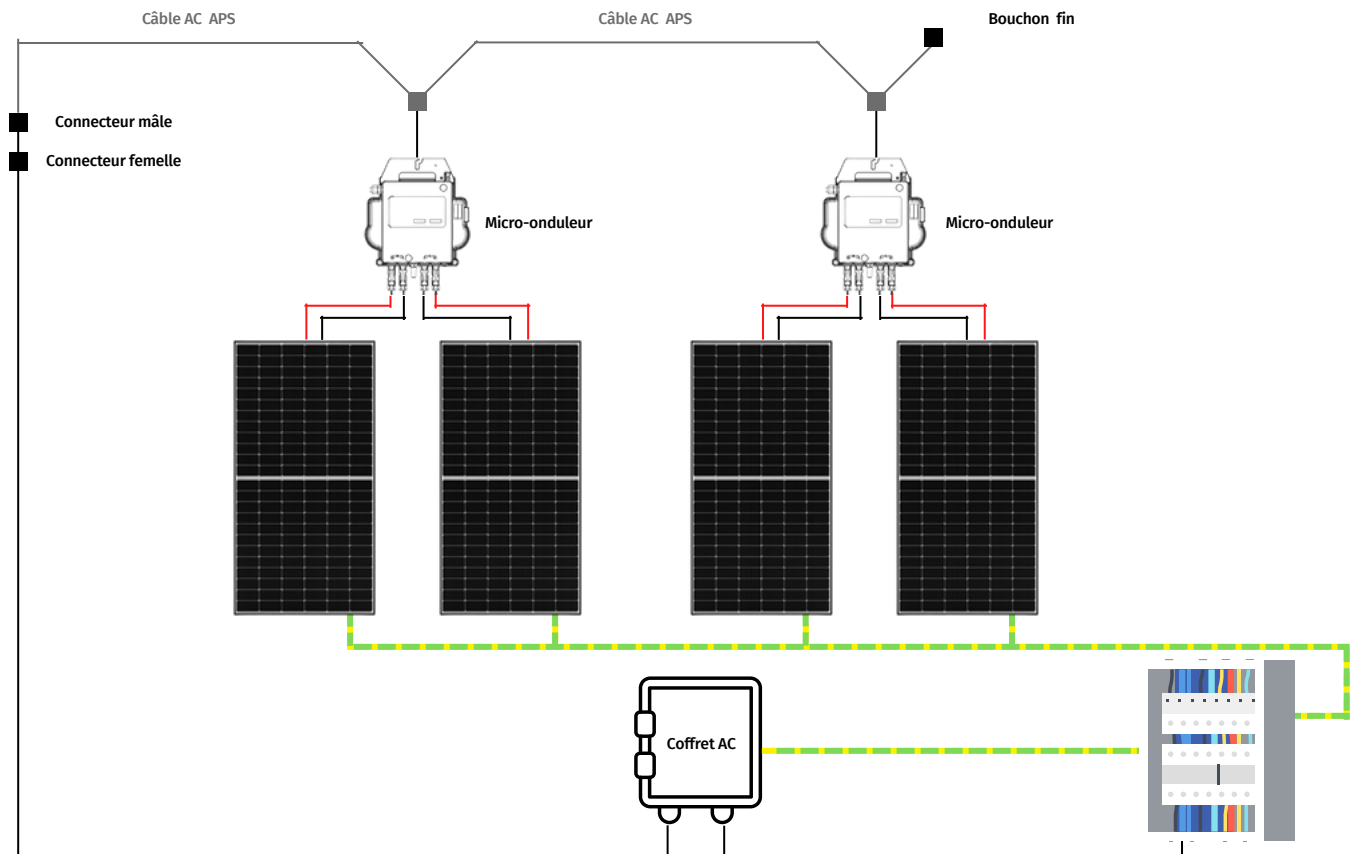 Câble AC APS
Câble AC APS
Bouchon fin
Connecteur mâle
Connecteur femelle
Micro-onduleur
Micro-onduleur
Coffret AC